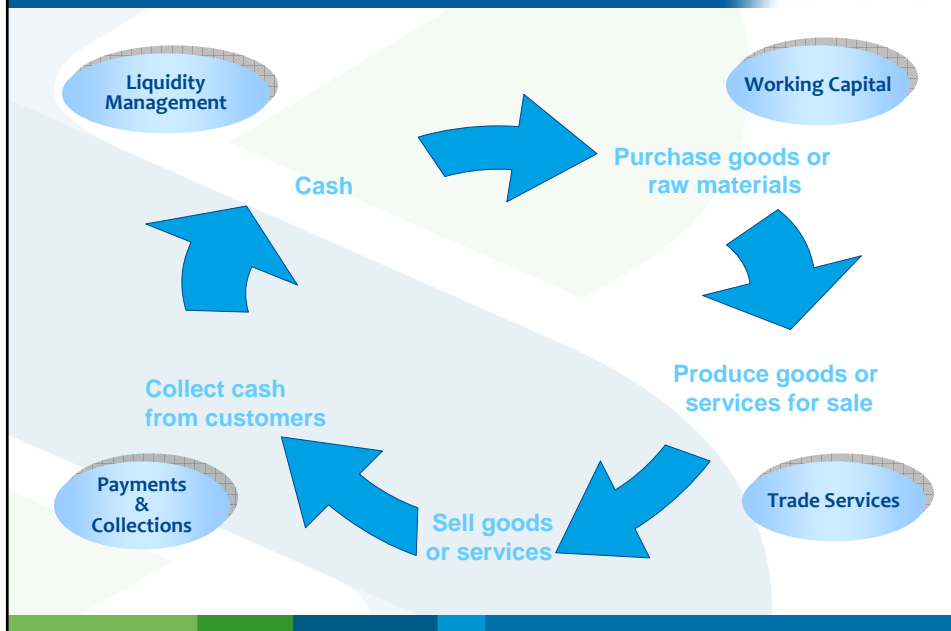 Liquidity
Management
Working Capital
Cash
Purchase goods or
raw materials
Produce goods or
services for sale
Collect cash
from customers
Payments
&
Collections
Sell goods
or services
Trade Services